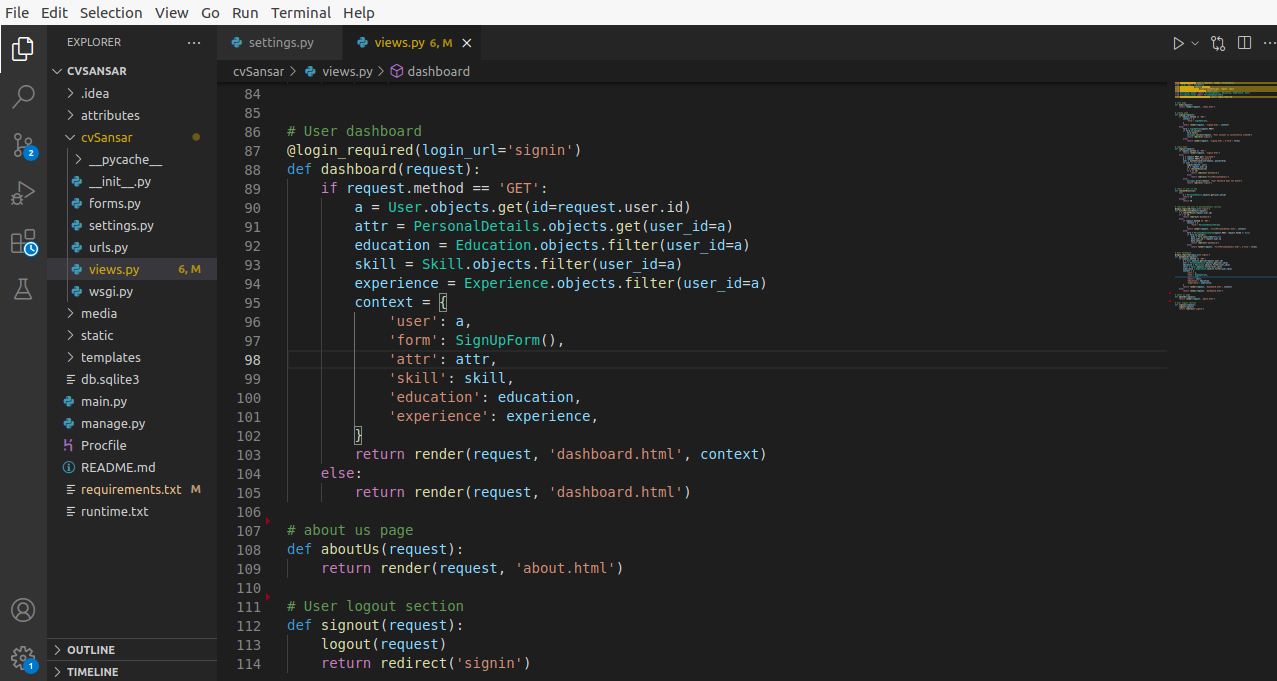 File Edit Selection View Go Run Terminal Help
EXPLORER ···
settings.py
views.py 6, M
cvSansar > views.py > dashboard
CVSANSAR
.idea
attributes
cvSansar
__pycache__
__init__.py
forms.py
settings.py
urls.py
views.py 6, M
wsgi.py
media
static
templates
db.sqlite3
main.py
manage.py
Procfile
README.md
requirements.txt M
runtime.txt
OUTLINE
TIMELINE
2
1
84
85
86 # User dashboard
87 @login_required(login_url='signin')
88 def dashboard(request):
89     if request.method == 'GET':
90         a = User.objects.get(id=request.user.id)
91         attr = PersonalDetails.objects.get(user_id=a)
92         education = Education.objects.filter(user_id=a)
93         skill = Skill.objects.filter(user_id=a)
94         experience = Experience.objects.filter(user_id=a)
95         context = {
96             'user': a,
97             'form': SignUpForm(),
98             'attr': attr,
99             'skill': skill,
100             'education': education,
101             'experience': experience,
102         }
103         return render(request, 'dashboard.html', context)
104     else:
105         return render(request, 'dashboard.html')
106
107 # about us page
108 def aboutUs(request):
109     return render(request, 'about.html')
110
111 # User logout section
112 def signout(request):
113     logout(request)
114     return redirect('signin')